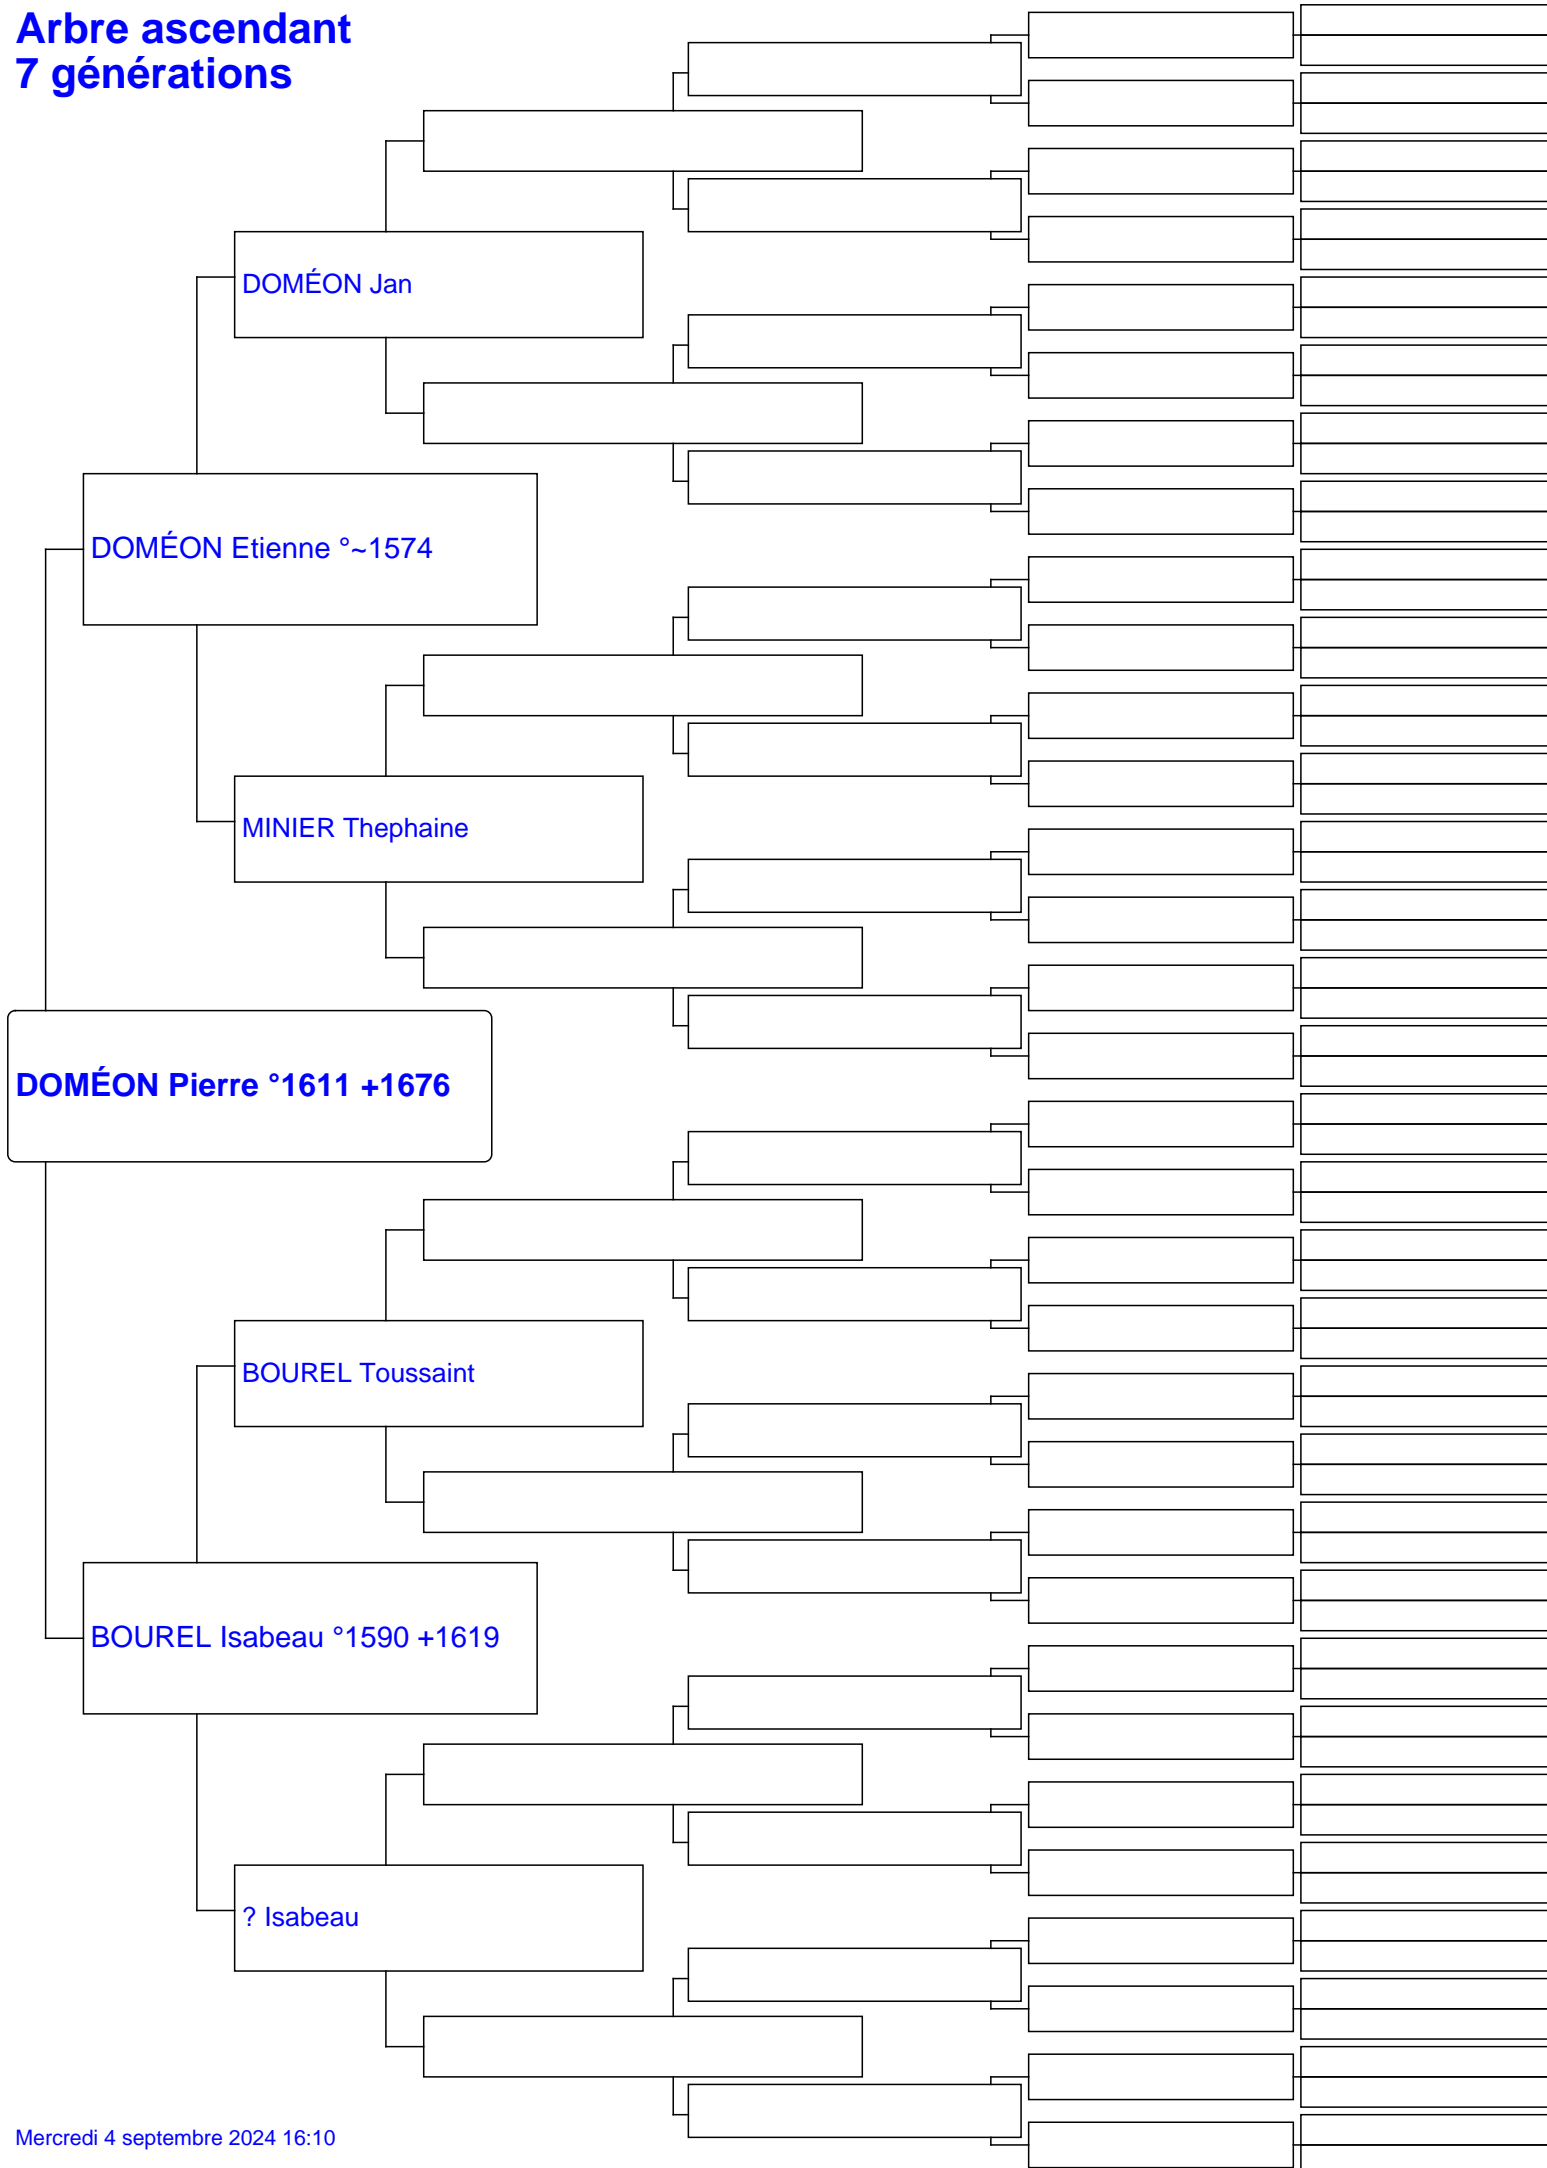 Arbre ascendant
7 générations
DOMÉON Jan
DOMÉON Etienne °~1574
MINIER Thephaine
DOMÉON Pierre °1611 +1676
BOUREL Toussaint
BOUREL Isabeau °1590 +1619
? Isabeau
Mercredi 4 septembre 2024 16:10